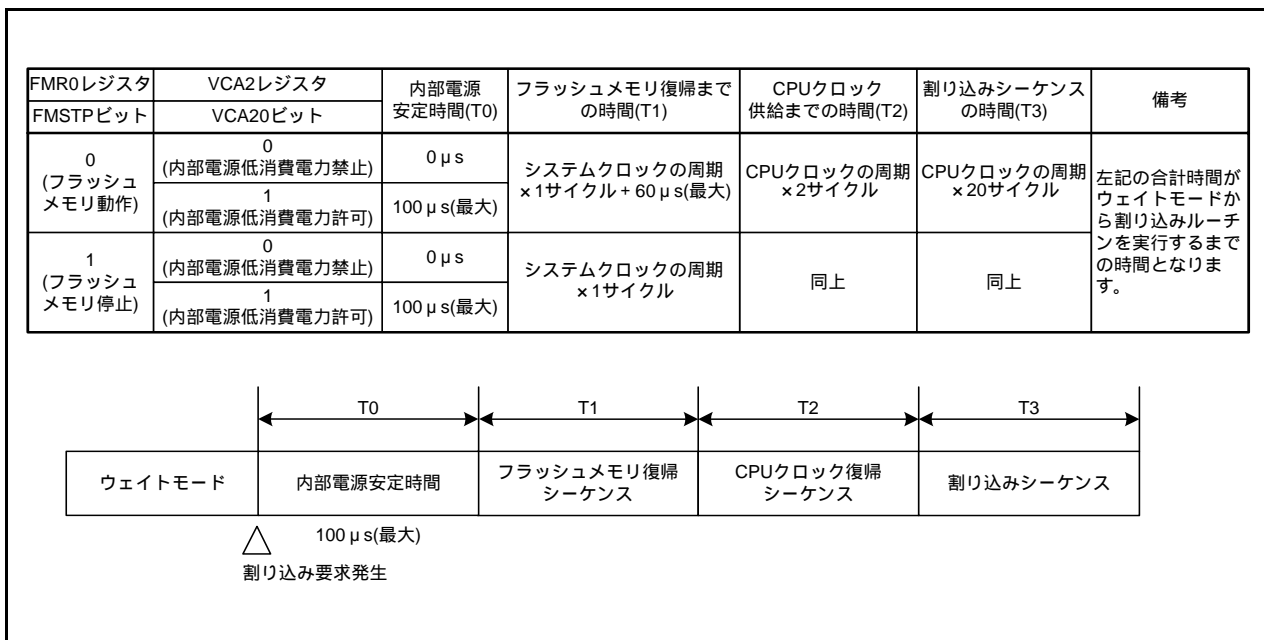 FMR0レジスタ
FMSTPビット
VCA2レジスタ
VCA20ビット
内部電源
安定時間(T0)
フラッシュメモリ復帰まで
の時間(T1)
CPUクロック
供給までの時間(T2)
割り込みシーケンス
の時間(T3)
備考
0
(フラッシュ
メモリ動作)
0
(内部電源低消費電力禁止)
0μs
1
(内部電源低消費電力許可)
100μs(最大)
システムクロックの周期
×1サイクル+60μs(最大)
CPUクロックの周期
×2サイクル
CPUクロックの周期
×20サイクル
左記の合計時間が
ウェイトモードか
ら割り込みルーチ
ンを実行するまで
の時間となりま
す。
1
(フラッシュ
メモリ停止)
0
(内部電源低消費電力禁止)
0μs
1
(内部電源低消費電力許可)
100μs(最大)
システムクロックの周期
×1サイクル
同上
同上
T0
T1
T2
T3
ウェイトモード
内部電源安定時間
フラッシュメモリ復帰
シーケンス
CPUクロック復帰
シーケンス
割り込みシーケンス
100μs(最大)
割り込み要求発生